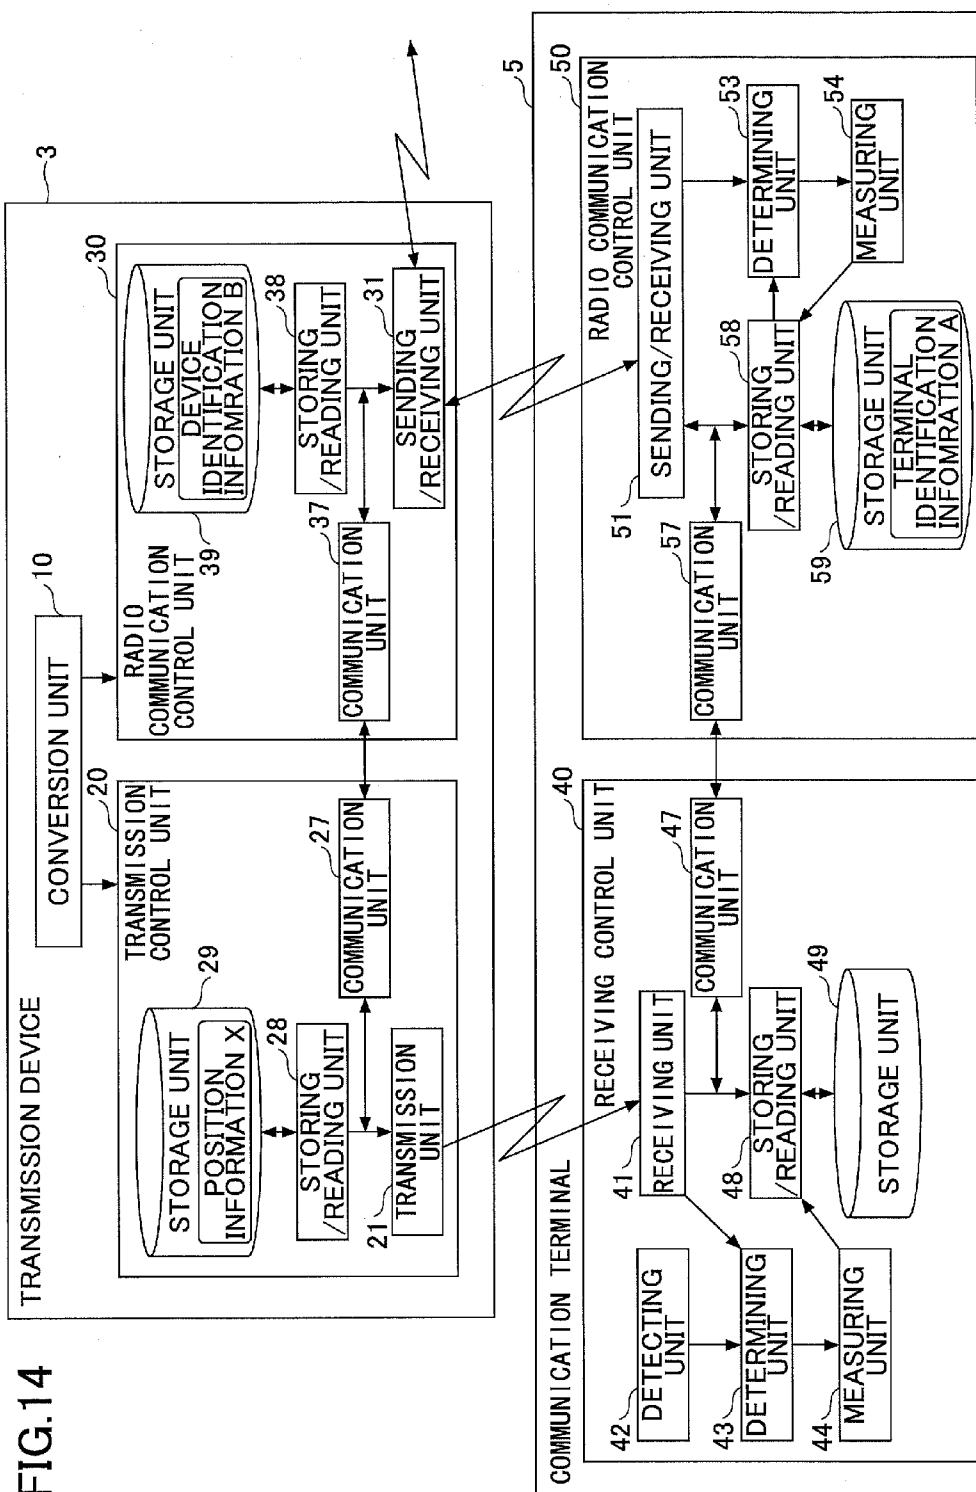 FIG.14
TRANSMISSION DEVICE
3
CONVERSION UNIT
10
20
TRANSMISSION
CONTROL UNIT
STORAGE UNIT
POSITION
INFORMATION X
29
STORING
/READING UNIT
28
TRANSMISSION
UNIT
21
COMMUNICATION
UNIT
27
30
RADIO
COMMUNICATION
CONTROL UNIT
STORAGE UNIT
DEVICE
IDENTIFICATION
INFOMRATION B
39
STORING
/READING UNIT
38
COMMUNICATION
UNIT
37
SENDING
/RECEIVING UNIT
31
COMMUNICATION TERMINAL
5
RECEIVING CONTROL UNIT
40
RECEIVING UNIT
41
DETECTING
UNIT
42
DETERMINING
UNIT
43
MEASURING
UNIT
44
COMMUNICATION
UNIT
47
STORING
/READING UNIT
48
STORAGE UNIT
49
RADIO COMMUNICATION
CONTROL UNIT
50
SENDING/RECEIVING UNIT
51
DETERMINING
UNIT
53
MEASURING
UNIT
54
COMMUNICATION
UNIT
57
STORING
/READING UNIT
58
STORAGE UNIT
TERMINAL
IDENTIFICATION
INFOMRATION A
59